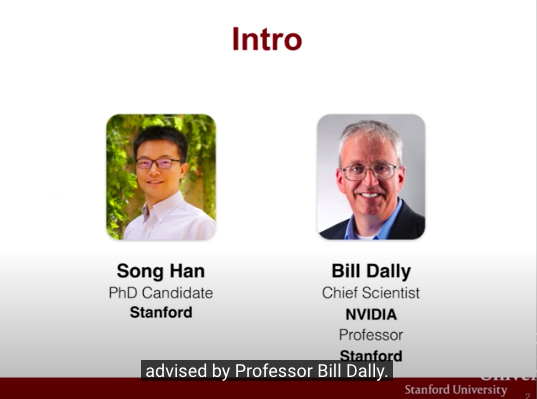 Intro
Song Han
PhD Candidate
Stanford
Bill Dally
Chief Scientist
NVIDIA
Professor
Stanford
advised by Professor Bill Dally.
Stanford University
2